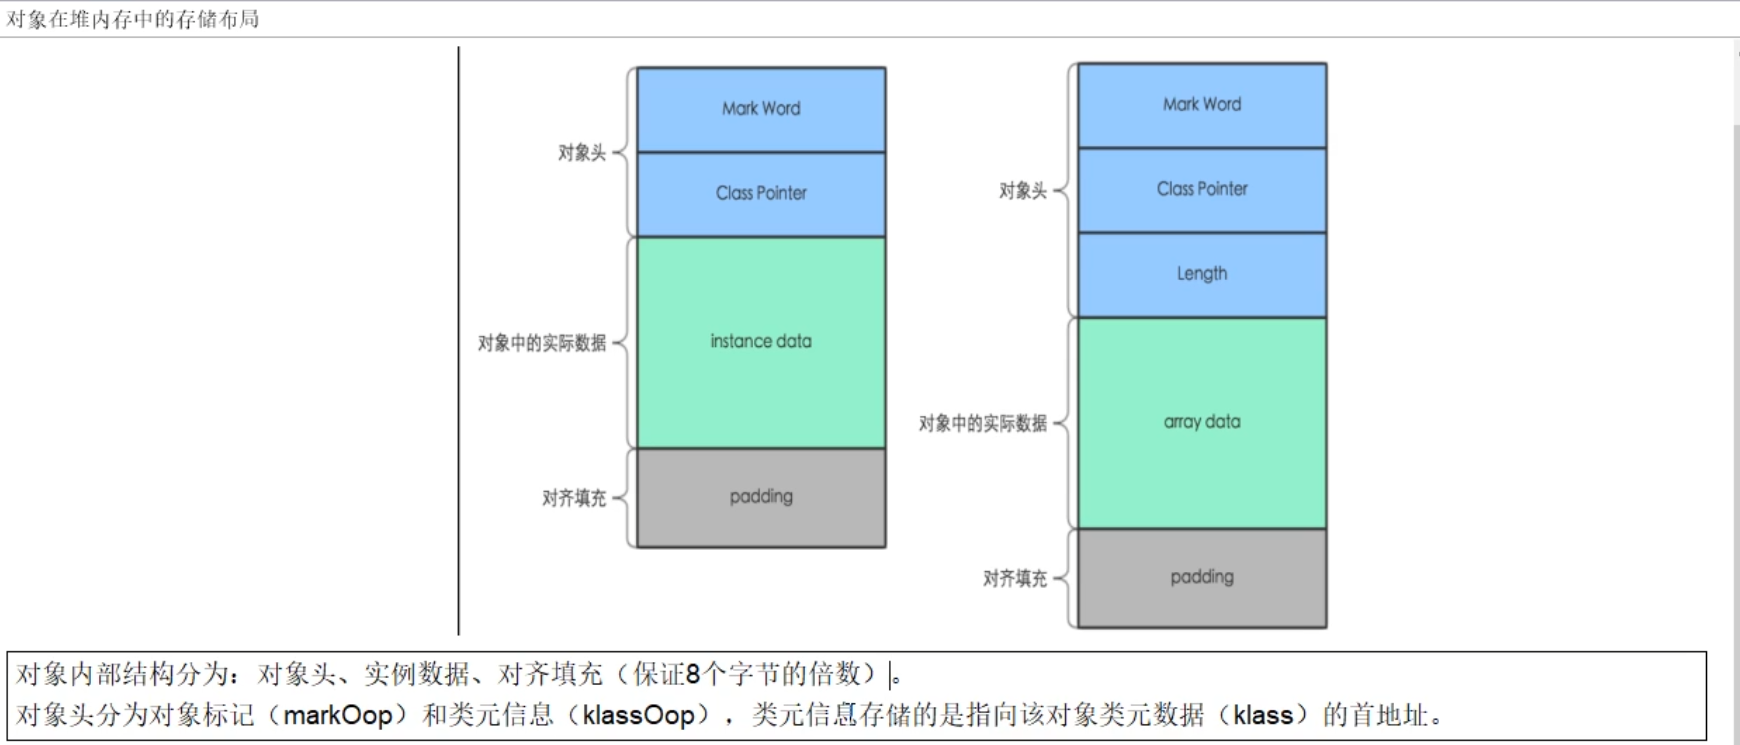 对象在堆内存中的存储布局
对象头
Mark Word
Class Pointer
对象中的实际数据
instance data
对齐填充
padding
对象头
Mark Word
Class Pointer
Length
对象中的实际数据
array data
对齐填充
padding
对象内部结构分为：对象头、实例数据、对齐填充（保证8个字节的倍数）。
对象头分为对象标记（markOop）和类元信息（klassOop），类元信息存储的是指向该对象类元数据（klass）的首地址。